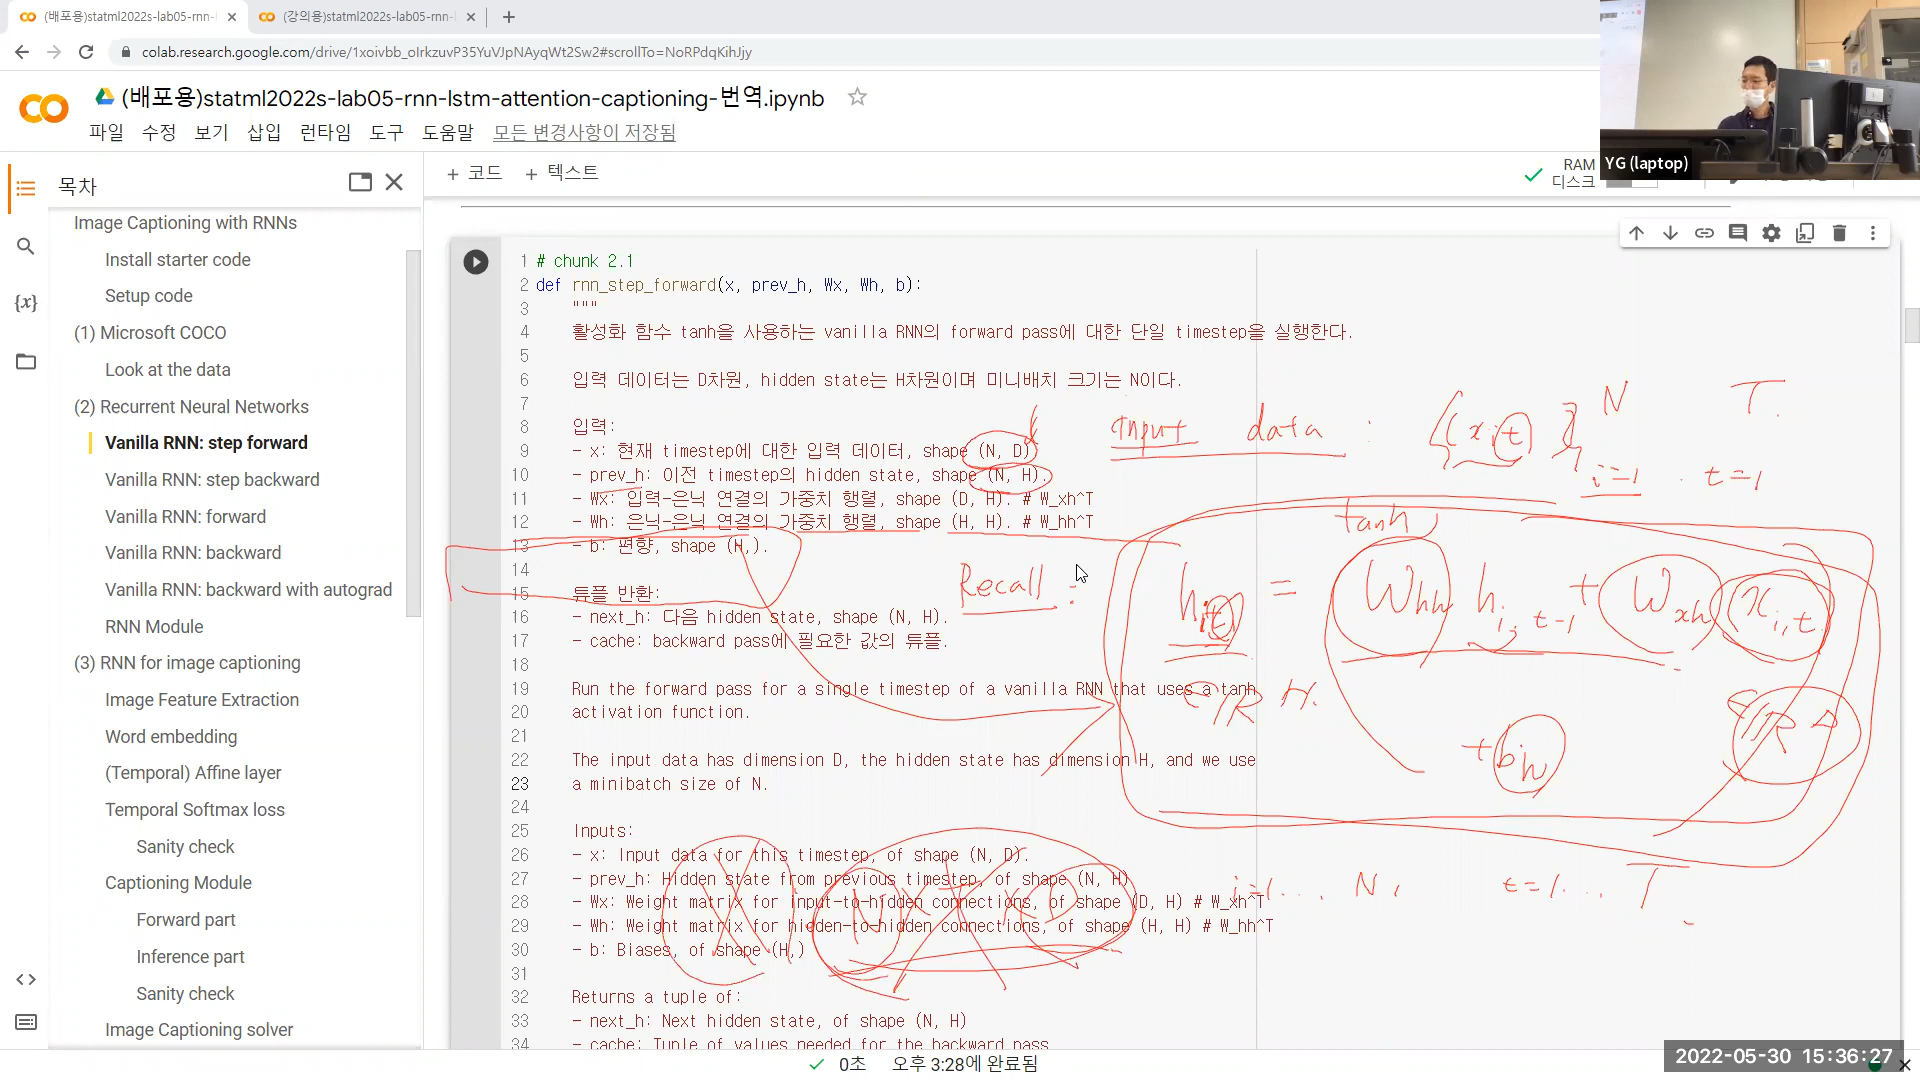 (배포용)statml2022s-lab05-rnn-
(강의용)statml2022s-lab05-rnn-
colab.research.google.com/drive/1xoivbb_oIrkzuvP35YuVJpNAyqWt2Sw2#scrollTo=NoRPdqKihJjy
(배포용)statml2022s-lab05-rnn-lstm-attention-captioning-번역.ipynb
파일 수정 보기 삽입 런타임 도구 도움말 모든 변경사항이 저장됨
YG (laptop)
목차
+ 코드 + 텍스트
RAM
디스크
Image Captioning with RNNs
Install starter code
Setup code
(1) Microsoft COCO
Look at the data
(2) Recurrent Neural Networks
Vanilla RNN: step forward
Vanilla RNN: step backward
Vanilla RNN: forward
Vanilla RNN: backward
Vanilla RNN: backward with autograd
RNN Module
(3) RNN for image captioning
Image Feature Extraction
Word embedding
(Temporal) Affine layer
Temporal Softmax loss
Sanity check
Captioning Module
Forward part
Inference part
Sanity check
Image Captioning solver
1 # chunk 2.1
2 def rnn_step_forward(x, prev_h, Wx, Wh, b):
3 """
4 활성화 함수 tanh을 사용하는 vanilla RNN의 forward pass에 대한 단일 timestep을 실행한다.
5
6 입력 데이터는 D차원, hidden state는 H차원이며 미니배치 크기는 N이다.
7
8 입력:
9 - x: 현재 timestep에 대한 입력 데이터, shape (N, D)
10 - prev_h: 이전 timestep의 hidden state, shape (N, H).
11 - Wx: 입력-은닉 연결의 가중치 행렬, shape (D, H). # W_xh^T
12 - Wh: 은닉-은닉 연결의 가중치 행렬, shape (H, H). # W_hh^T
13 - b: 편향, shape (H,).
14
15 튜플 반환:
16 - next_h: 다음 hidden state, shape (N, H).
17 - cache: backward pass에 필요한 값의 튜플.
18
19 Run the forward pass for a single timestep of a vanilla RNN that uses a tanh
20 activation function.
21
22 The input data has dimension D, the hidden state has dimension H, and we use
23 a minibatch size of N.
24
25 Inputs:
26 - x: Input data for this timestep, of shape (N, D).
27 - prev_h: Hidden state from previous timestep, of shape (N, H)
28 - Wx: Weight matrix for input-to-hidden connections, of shape (D, H) # W_xh^T
29 - Wh: Weight matrix for hidden-to-hidden connections, of shape (H, H) # W_hh^T
30 - b: Biases, of shape (H,)
31
32 Returns a tuple of:
33 - next_h: Next hidden state, of shape (N, H)
34 - cache: Tuple of values needed for the backward pass
input data : {(x_it)}_{i=1}^N T t=1
Recall : tanh
h_it = W_hh h_i,t-1 + W_xh x_i,t
∈ R H. ∈ R D
+ b_h
i=1... N, t=1... T
X N x T x D
0초 오후 3:28에 완료됨
2022-05-30 15:36:27